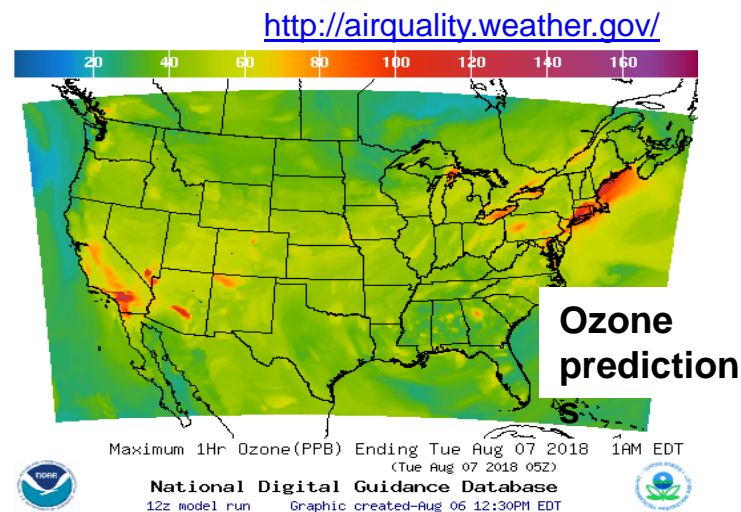 http://airquality.weather.gov/
20 40 60 80 100 120 140 160
Ozone
prediction
s
Maximum 1Hr Ozone(PPB) Ending Tue Aug 07 2018 1AM EDT
(Tue Aug 07 2018 05Z)
National Digital Guidance Database
12z model run Graphic created-Aug 06 12:30PM EDT
NOAA